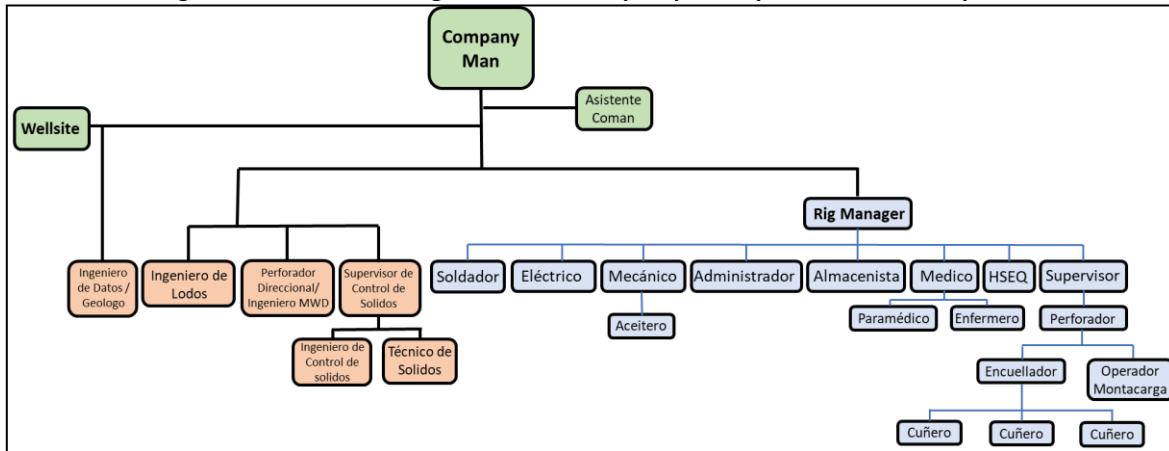 Company
Man
Asistente
Coman
Wellsite
Rig Manager
Ingeniero
de Datos /
Geologo
Ingeniero de
Lodos
Perforador
Direccional/
Ingeniero MWD
Supervisor de
Control de
Solidos
Soldador
Eléctrico
Mecánico
Administrador
Almacenista
Medico
HSEQ
Supervisor
Aceitero
Paramédico
Enfermero
Perforador
Ingeniero de
Control de
solidos
Técnico de
Solidos
Encuellador
Operador
Montacarga
Cuñero
Cuñero
Cuñero